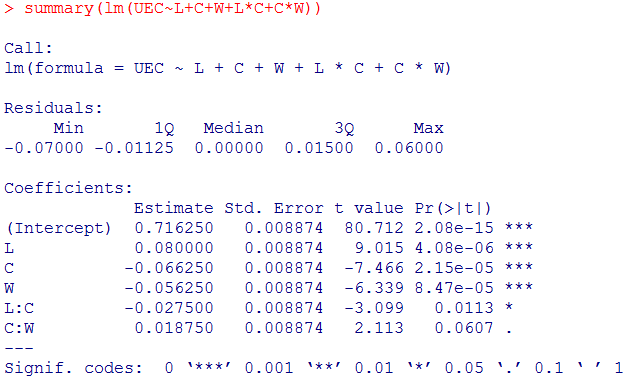 > summary(lm(UEC~L+C+W+L*C+C*W))
Call:
lm(formula = UEC ~ L + C + W + L * C + C * W)
Residuals:
     Min       1Q   Median       3Q      Max
-0.07000 -0.01125  0.00000  0.01500  0.06000
Coefficients:
             Estimate Std. Error t value Pr(>|t|)
(Intercept)  0.716250   0.008874  80.712 2.08e-15 ***
L            0.080000   0.008874   9.015 4.08e-06 ***
C           -0.066250   0.008874  -7.466 2.15e-05 ***
W           -0.056250   0.008874  -6.339 8.47e-05 ***
L:C         -0.027500   0.008874  -3.099   0.0113 *
C:W          0.018750   0.008874   2.113   0.0607 .
---
Signif. codes:  0 ‘***’ 0.001 ‘**’ 0.01 ‘*’ 0.05 ‘.’ 0.1 ‘ ’ 1